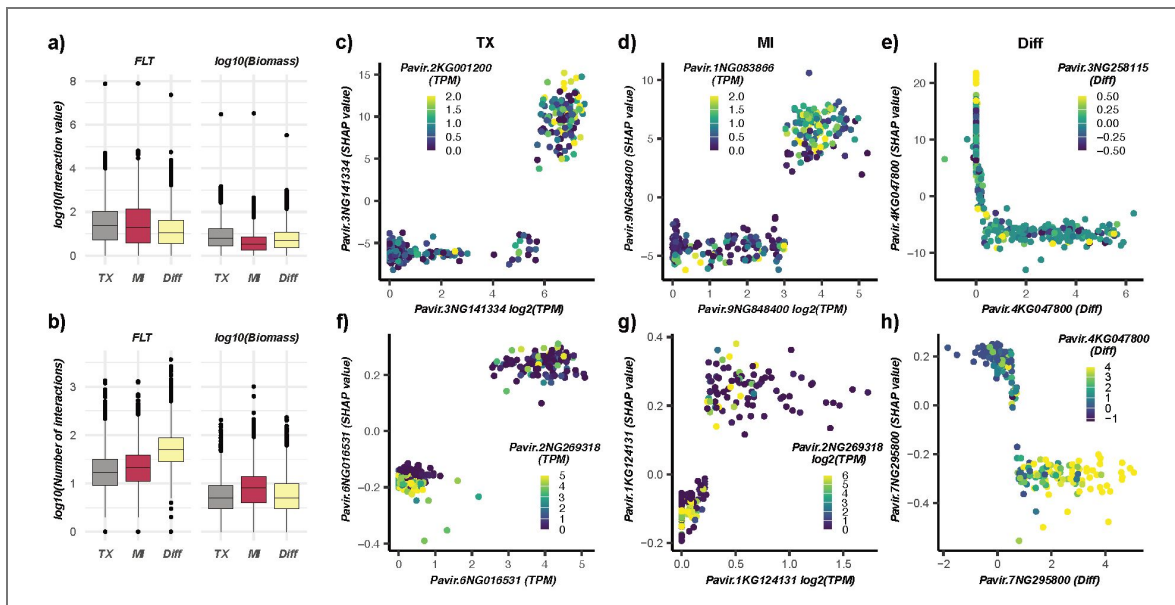 a)
FLT
log10(Biomass)
log10(Interaction value)
8
6
4
2
0
TX
MI
Diff
TX
MI
Diff
b)
FLT
log10(Biomass)
log10(Number of interactions)
3
2
1
0
TX
MI
Diff
TX
MI
Diff
c)
TX
Pavir.2KG001200
(TPM)
2.0
1.5
1.0
0.5
0.0
Pavir.3NG141334 (SHAP value)
15
10
5
0
−5
0
2
4
6
Pavir.3NG141334 log2(TPM)
d)
MI
Pavir.1NG083866
(TPM)
2.0
1.5
1.0
0.5
0.0
Pavir.9NG848400 (SHAP value)
10
5
0
−5
0
1
2
3
4
5
Pavir.9NG848400 log2(TPM)
e)
Diff
Pavir.3NG258115
(Diff)
0.50
0.25
0.00
−0.25
−0.50
Pavir.4KG047800 (SHAP value)
20
10
0
−10
0
2
4
6
Pavir.4KG047800 (Diff)
f)
Pavir.6NG016531 (SHAP value)
0.2
0.0
−0.2
−0.4
Pavir.2NG269318
(TPM)
5
4
3
2
1
0
0
1
2
3
4
5
Pavir.6NG016531 (TPM)
g)
Pavir.1KG124131 (SHAP value)
0.4
0.3
0.2
0.1
0.0
−0.1
−0.2
Pavir.2NG269318
log2(TPM)
6
5
4
3
2
1
0
0.0
0.5
1.0
1.5
Pavir.1KG124131 log2(TPM)
h)
Pavir.4KG047800
(Diff)
4
3
2
1
0
−1
Pavir.7NG295800 (SHAP value)
0.2
0.0
−0.2
−0.4
−2
0
2
4
Pavir.7NG295800 (Diff)